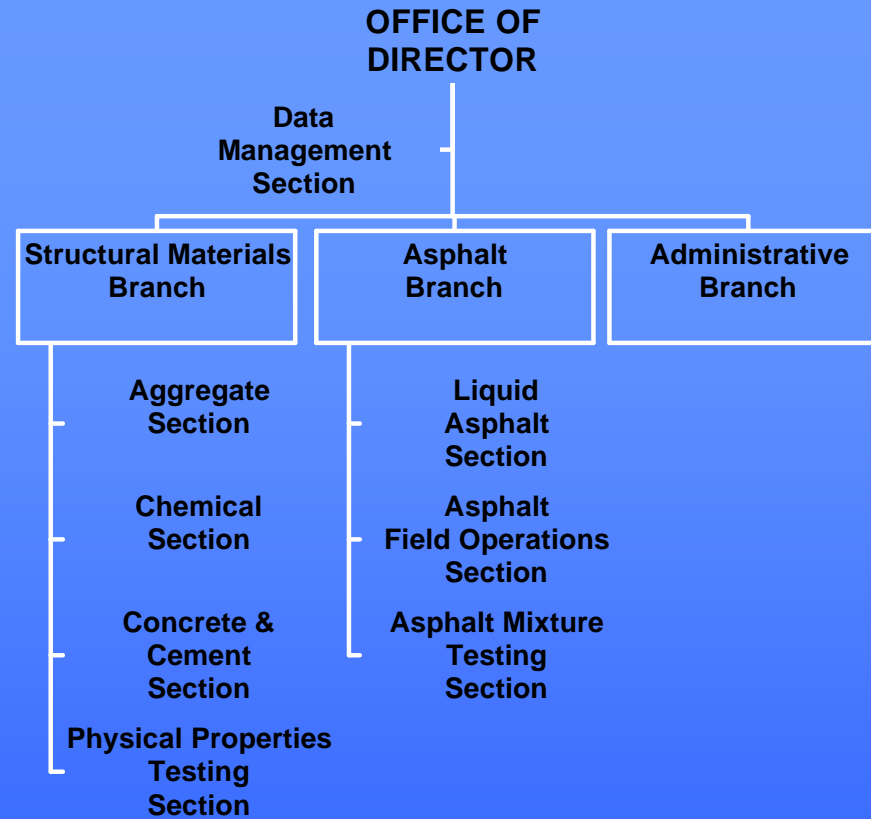 OFFICE OF
DIRECTOR
Data
Management
Section
Structural Materials
Branch
Asphalt
Branch
Administrative
Branch
Aggregate
Section
Chemical
Section
Concrete &
Cement
Section
Physical Properties
Testing
Section
Liquid
Asphalt
Section
Asphalt
Field Operations
Section
Asphalt Mixture
Testing
Section